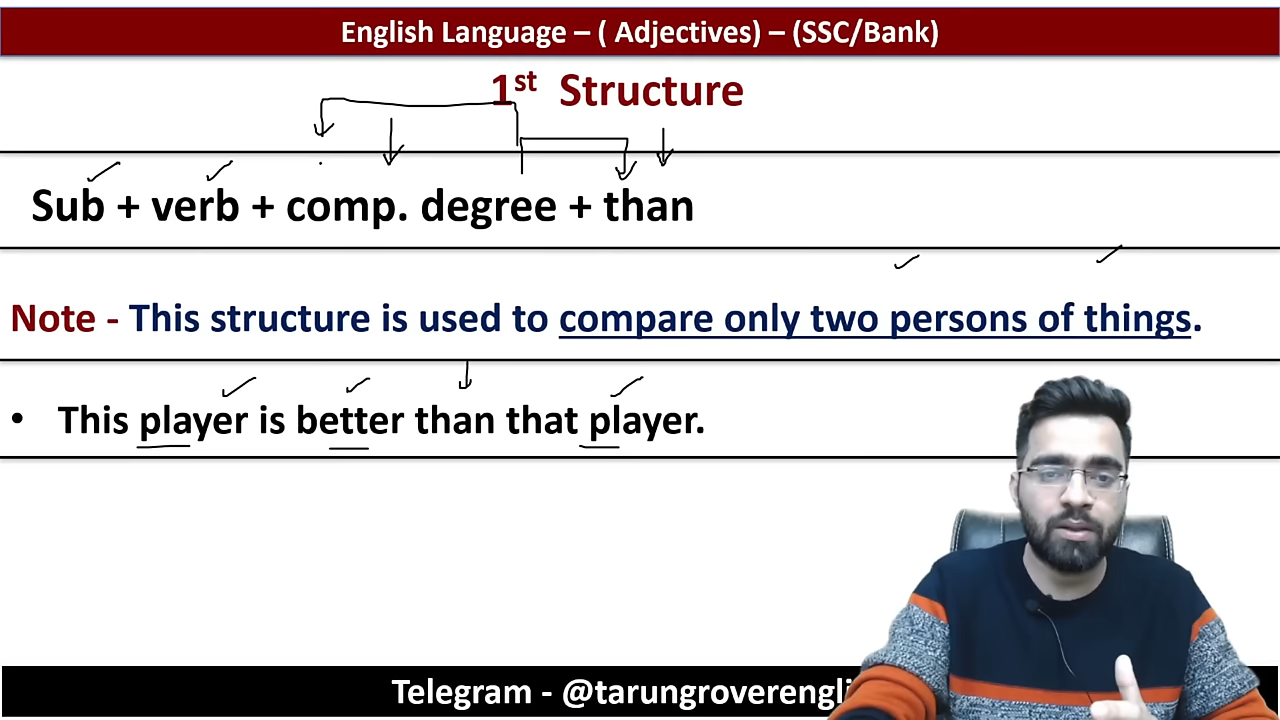 English Language – ( Adjectives) – (SSC/Bank)
1st Structure
Sub + verb + comp. degree + than
Note - This structure is used to compare only two persons of things.
• This player is better than that player.
Telegram - @tarungroverengli